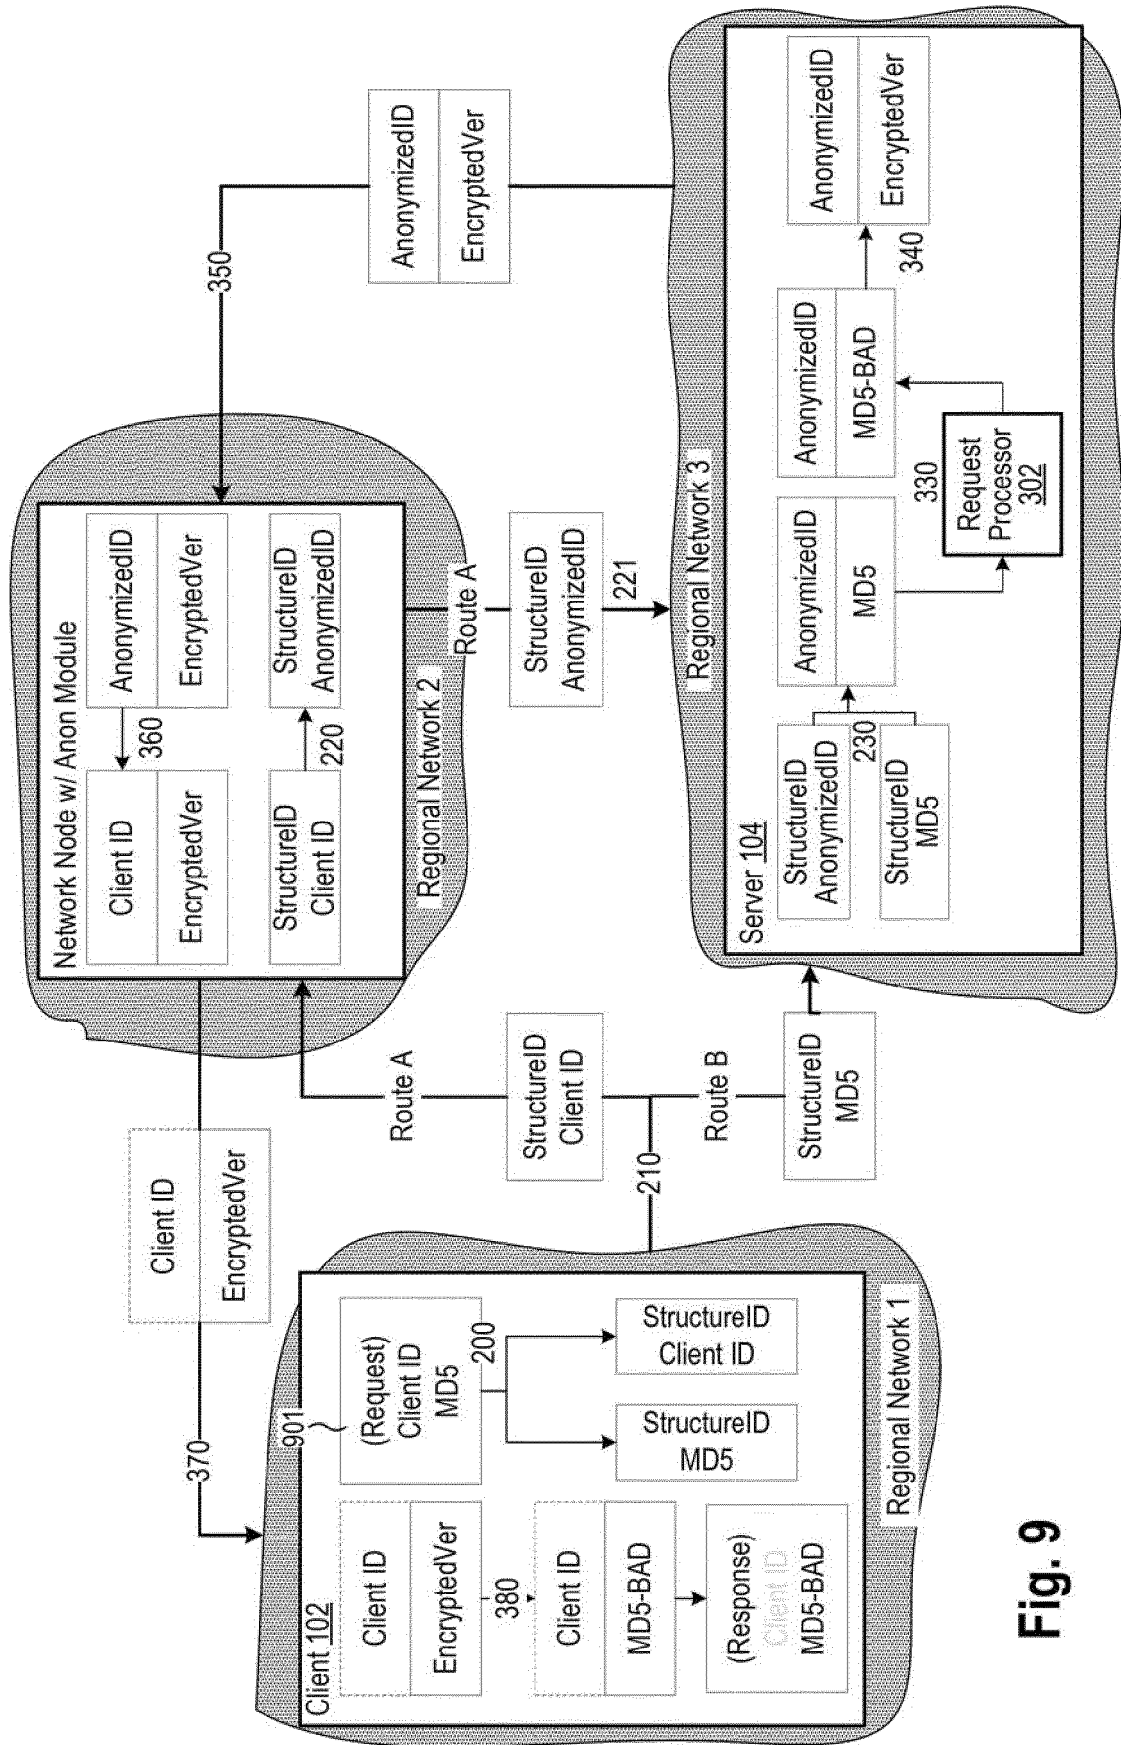 Network Node w/ Anon Module
Client ID
EncryptedVer
360
AnonymizedID
EncryptedVer
StructureID
Client ID
220
StructureID
AnonymizedID
Regional Network 2
350
AnonymizedID
EncryptedVer
370
Client ID
EncryptedVer
Route A
StructureID
Client ID
210
Route B
StructureID
MD5
Route A
StructureID
AnonymizedID
221
Client 102
901
(Request)
Client ID
MD5
200
StructureID
MD5
StructureID
Client ID
Client ID
EncryptedVer
380
Client ID
MD5-BAD
(Response)
Client ID
MD5-BAD
Regional Network 1
Regional Network 3
Server 104
StructureID
AnonymizedID
230
StructureID
MD5
AnonymizedID
MD5
330
Request
Processor
302
AnonymizedID
MD5-BAD
340
AnonymizedID
EncryptedVer
Fig. 9